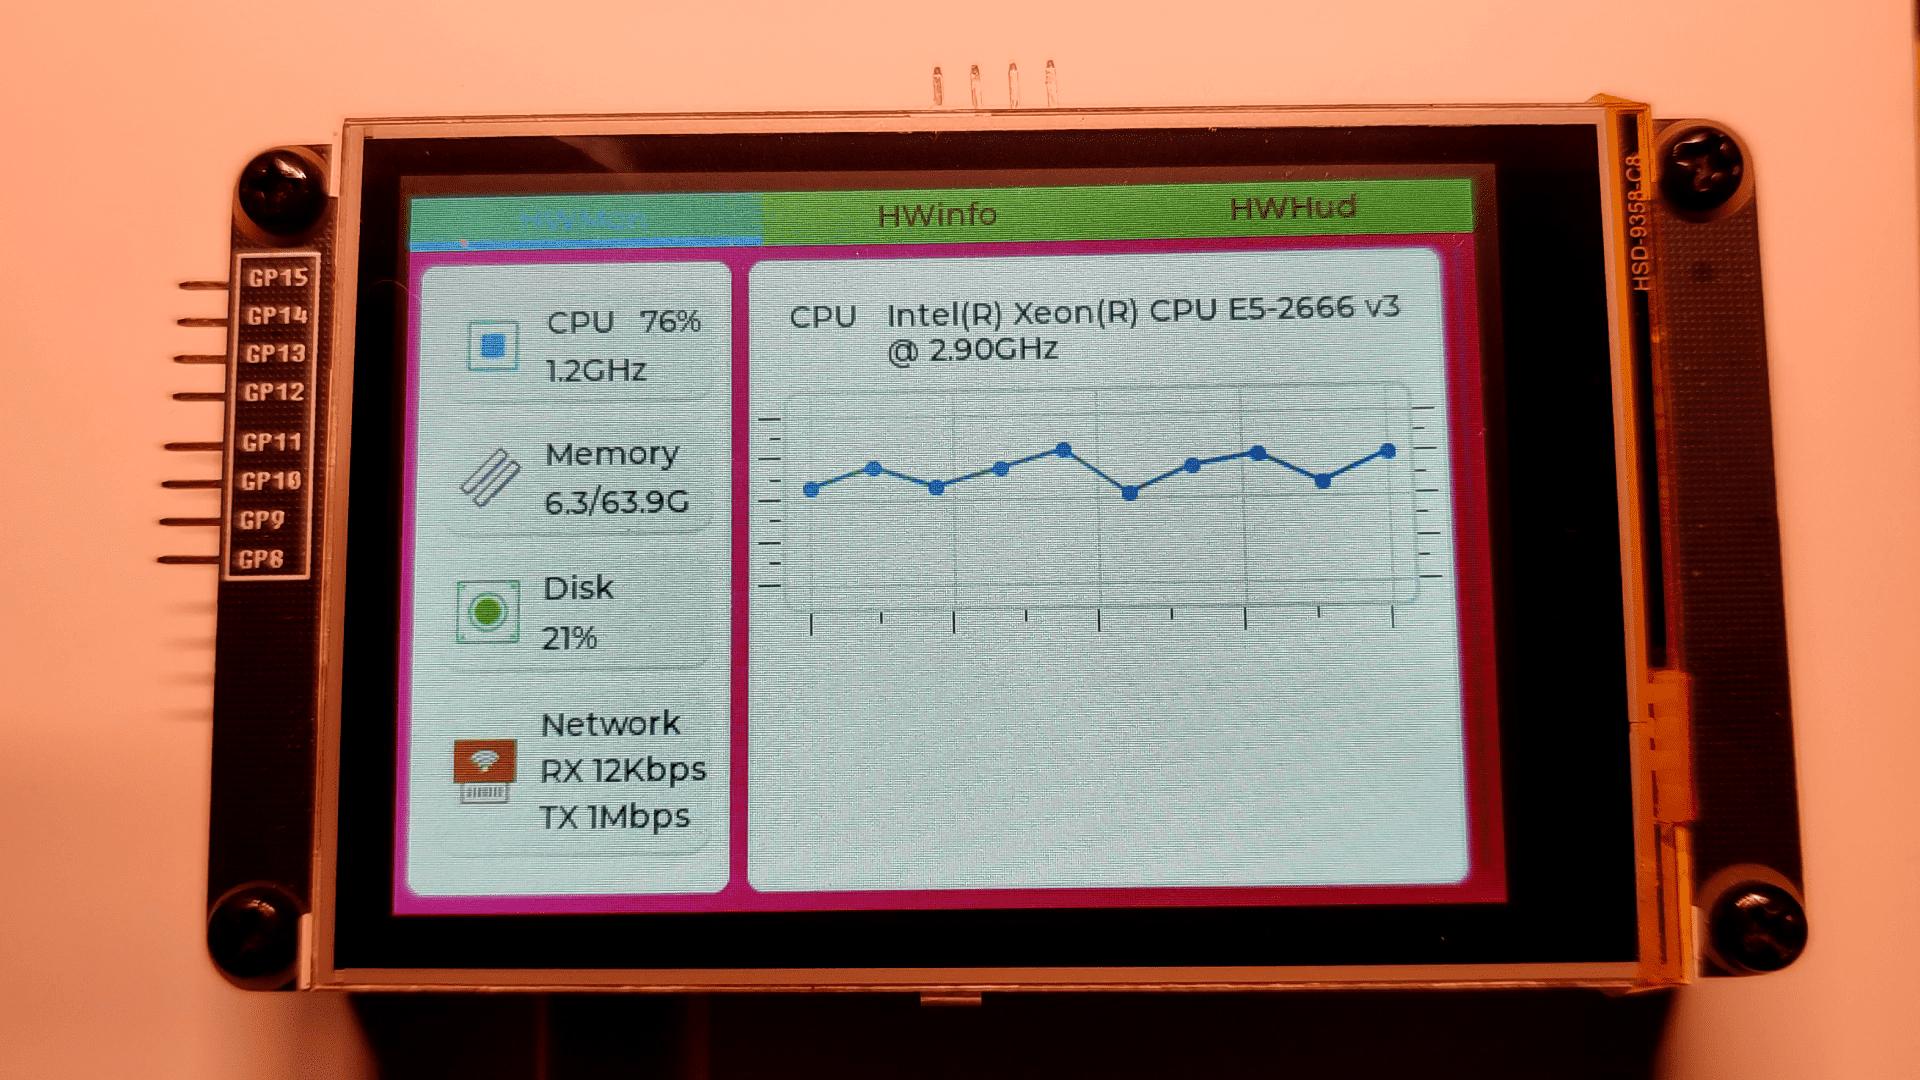 HWinfo
HWHud
HSD-9358-C8
GP15
GP14
GP13
GP12
GP11
GP10
GP9
GP8
CPU 76%
1.2GHz
Memory
6.3/63.9G
Disk
21%
Network
RX 12Kbps
TX 1Mbps
CPU Intel(R) Xeon(R) CPU E5-2666 v3
@ 2.90GHz